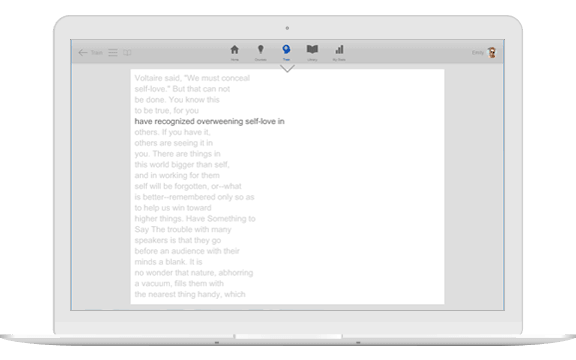 Voltaire said, "We must conceal
self-love." But that can not
be done. You know this
to be true, for you
have recognized overweening self-love in
others. If you have it,
others are seeing it in
you. There are things in
this world bigger than self,
and in working for them
self will be forgotten, or--what
is better--remembered only so as
to help us win toward
higher things. Have Something to
Say The trouble with many
speakers is that they go
before an audience with their
minds a blank. It is
no wonder that nature, abhorring
a vacuum, fills them with
the nearest thing handy, which